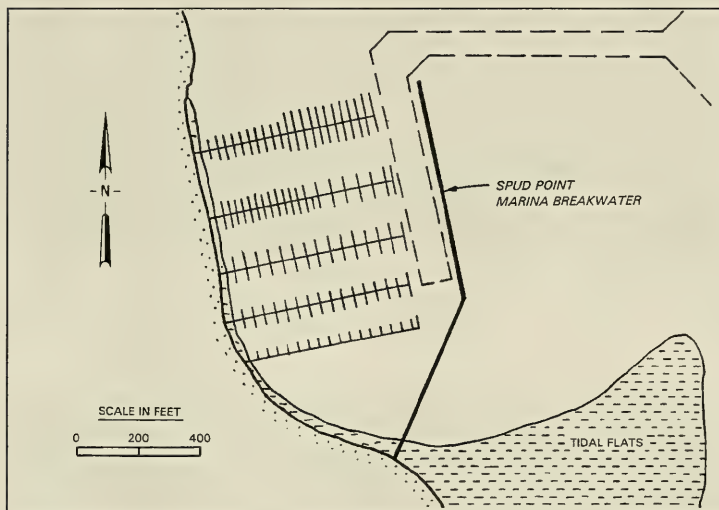 N
SPUD POINT
MARINA BREAKWATER
SCALE IN FEET
0 200 400
TIDAL FLATS